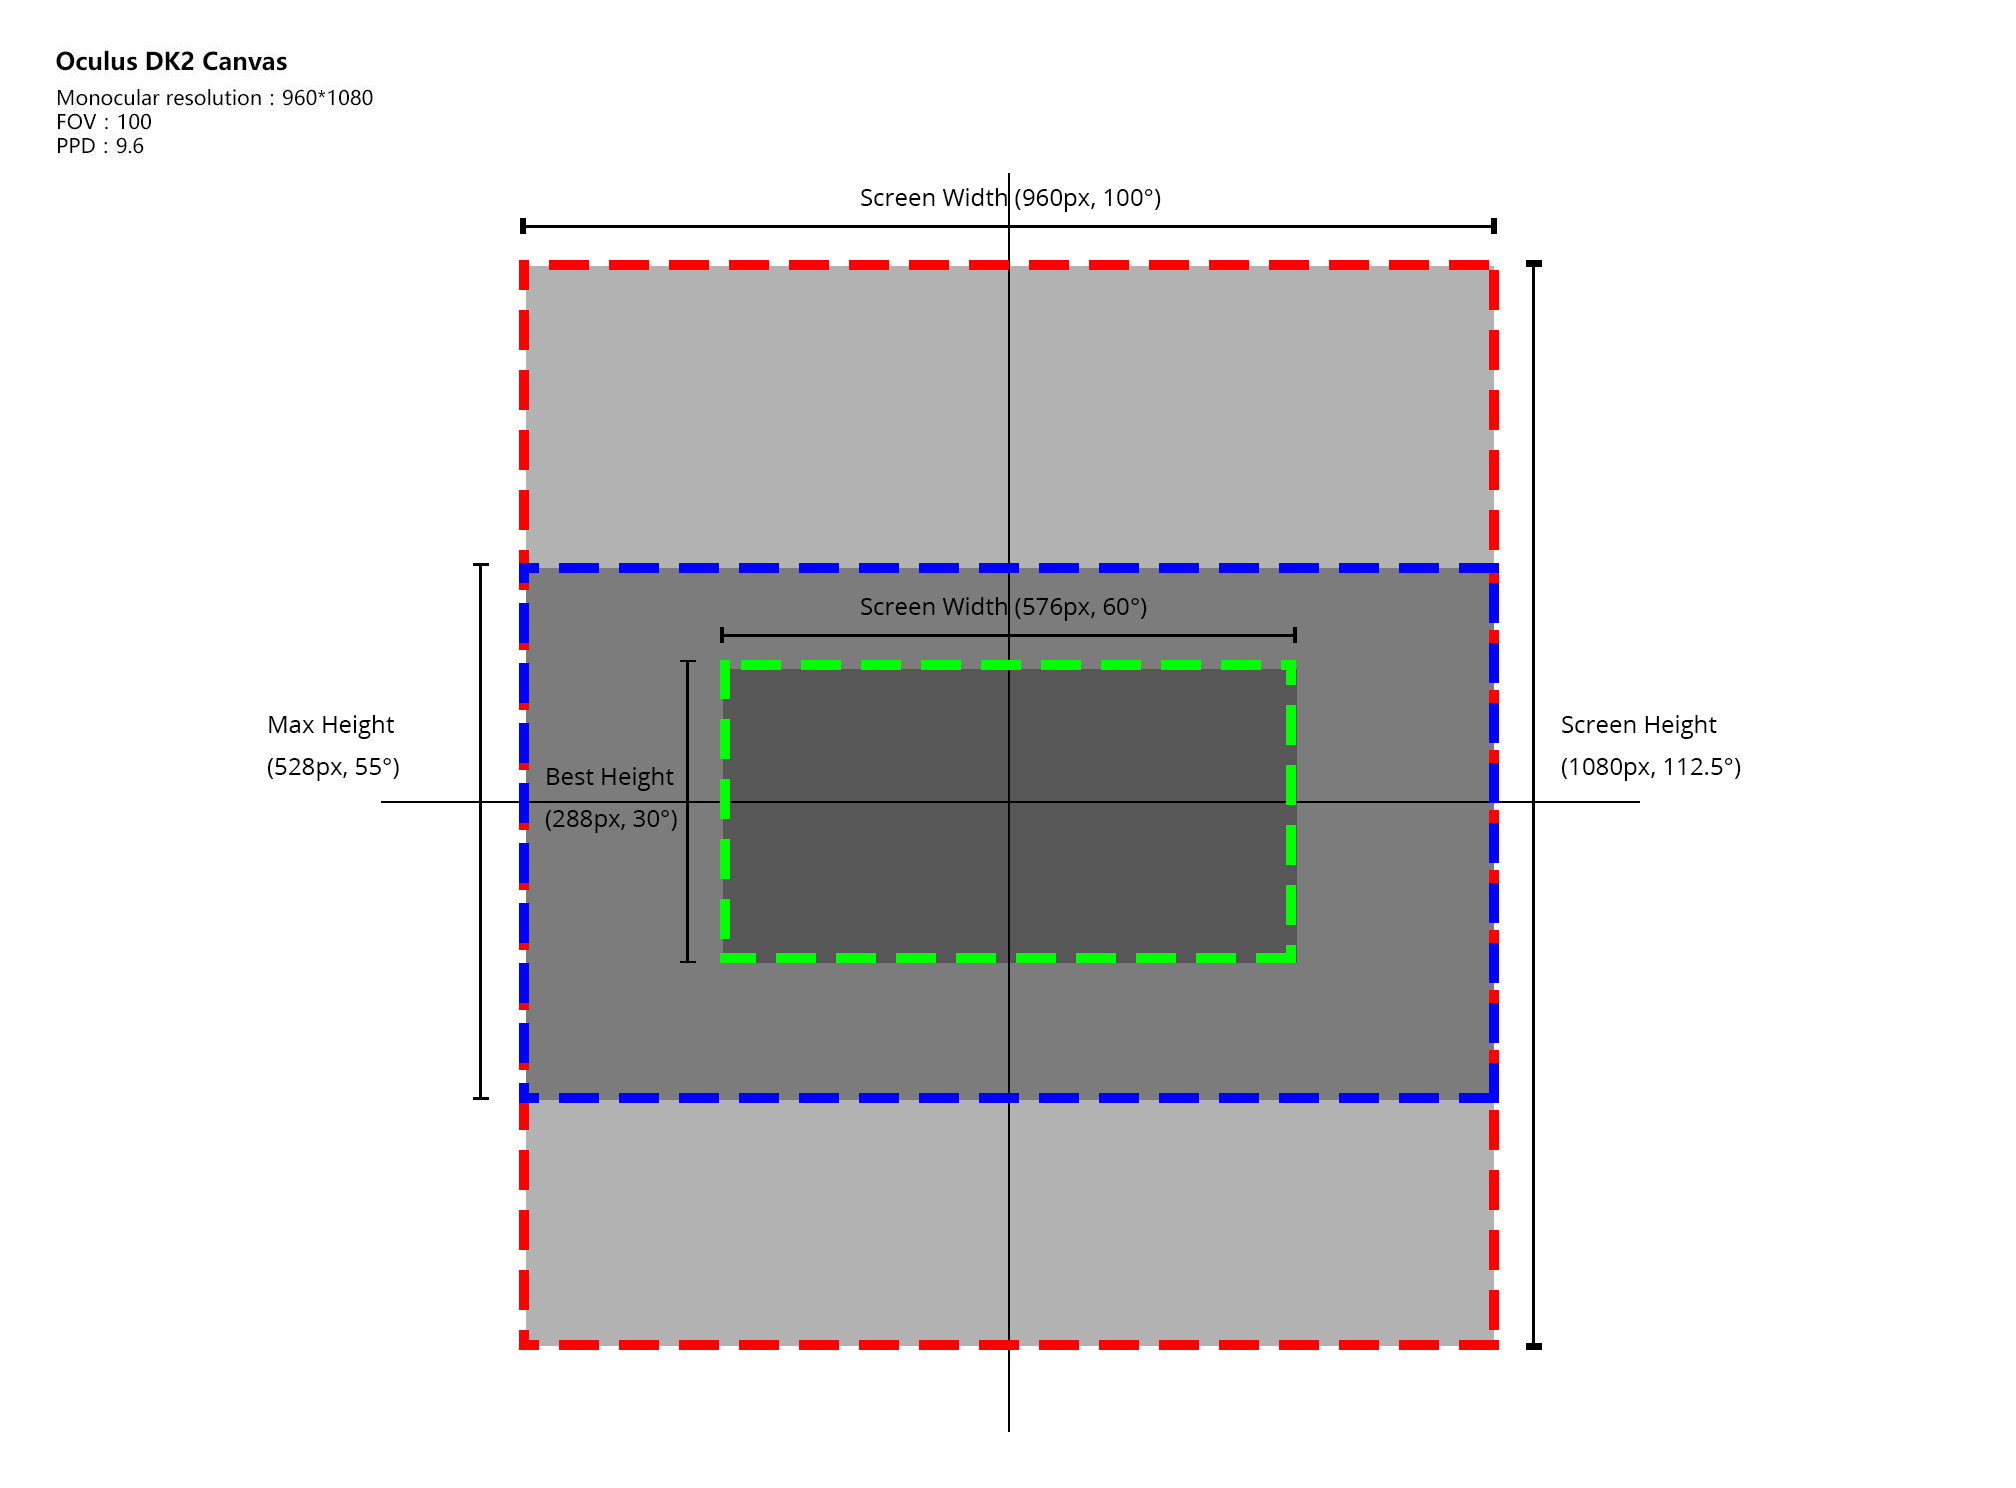 Oculus DK2 Canvas
Monocular resolution : 960*1080
FOV : 100
PPD : 9.6
Screen Width (960px, 100°)
Screen Width (576px, 60°)
Max Height
(528px, 55°)
Best Height
(288px, 30°)
Screen Height
(1080px, 112.5°)